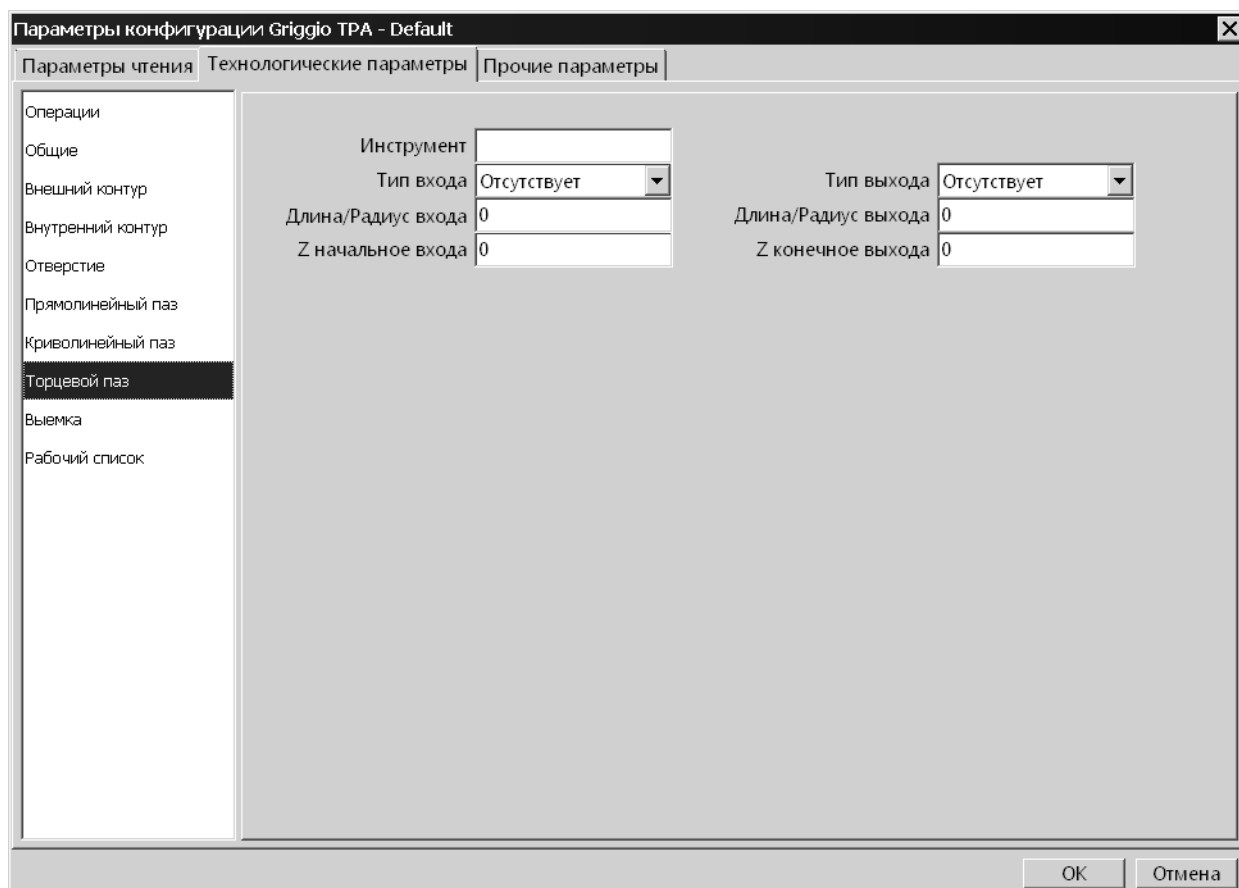 Параметры конфигурации Griggio TPA - Default
Параметры чтения Технологические параметры Прочие параметры
Операции
Общие
Внешний контур
Внутренний контур
Отверстие
Прямолинейный паз
Криволинейный паз
Торцевой паз
Выемка
Рабочий список
Инструмент
Тип входа Отсутствует Тип выхода Отсутствует
Длина/Радиус входа 0 Длина/Радиус выхода 0
Z начальное входа 0 Z конечное выхода 0
OK Отмена